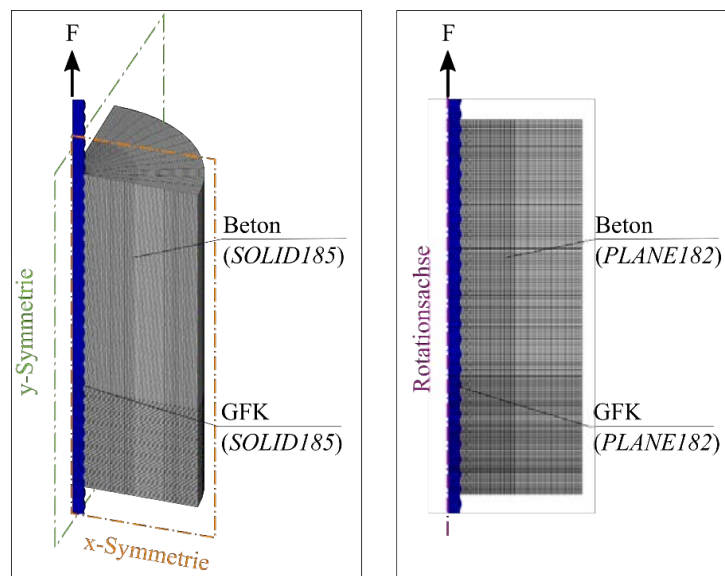 F
Beton
(SOLID185)
y-Symmetrie
GFK
(SOLID185)
x-Symmetrie
F
Beton
(PLANE182)
Rotationsachse
GFK
(PLANE182)